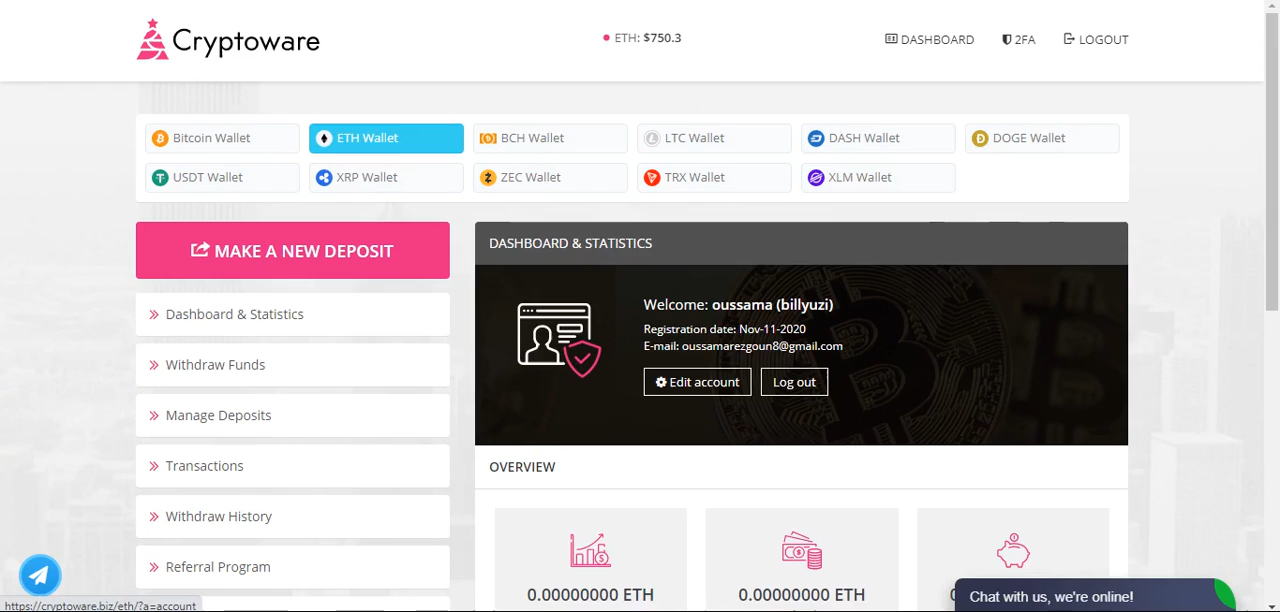 Cryptoware
ETH: $750.3
DASHBOARD
2FA
LOGOUT
Bitcoin Wallet
ETH Wallet
BCH Wallet
LTC Wallet
DASH Wallet
DOGE Wallet
USDT Wallet
XRP Wallet
ZEC Wallet
TRX Wallet
XLM Wallet
MAKE A NEW DEPOSIT
Dashboard & Statistics
Withdraw Funds
Manage Deposits
Transactions
Withdraw History
Referral Program
DASHBOARD & STATISTICS
Welcome: oussama (billyuzi)
Registration date: Nov-11-2020
E-mail: oussamarezgoun8@gmail.com
Edit account
Log out
OVERVIEW
0.00000000 ETH
0.00000000 ETH
Chat with us, we're online!
https://cryptoware.biz/eth/?a=account